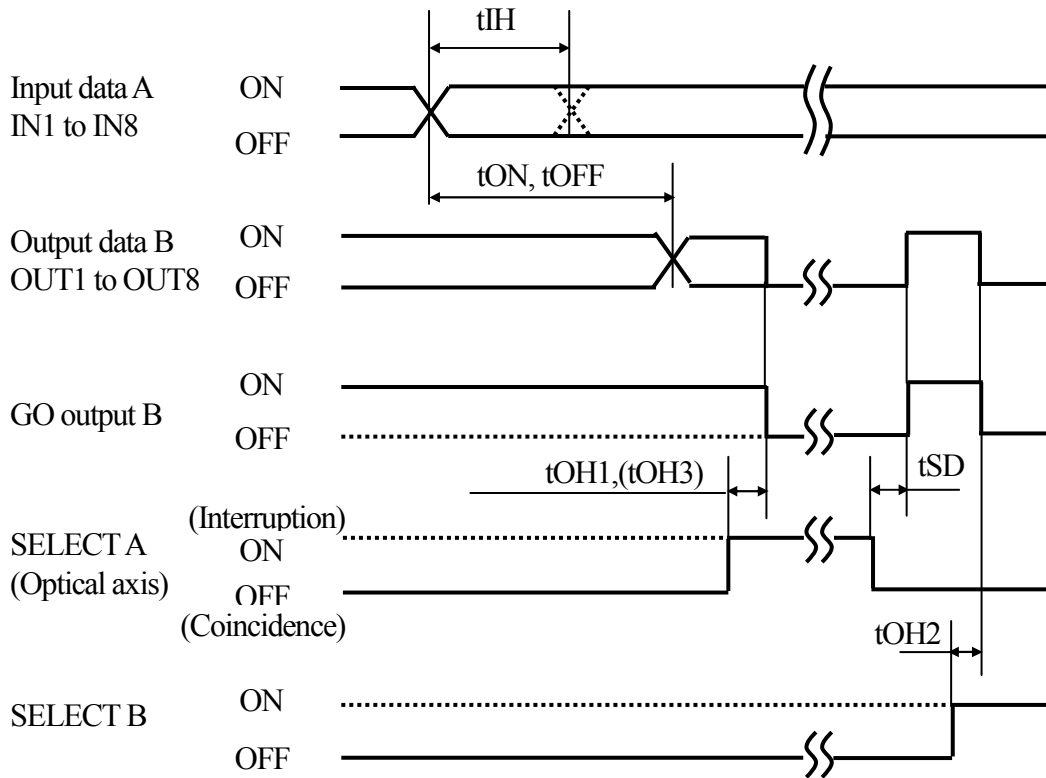 tIH
Input data A
IN1 to IN8
ON
OFF
tON, tOFF
Output data B
OUT1 to OUT8
ON
OFF
GO output B
ON
OFF
tOH1,(tOH3)
tSD
(Interruption)
SELECT A
(Optical axis)
ON
OFF
(Coincidence)
tOH2
SELECT B
ON
OFF